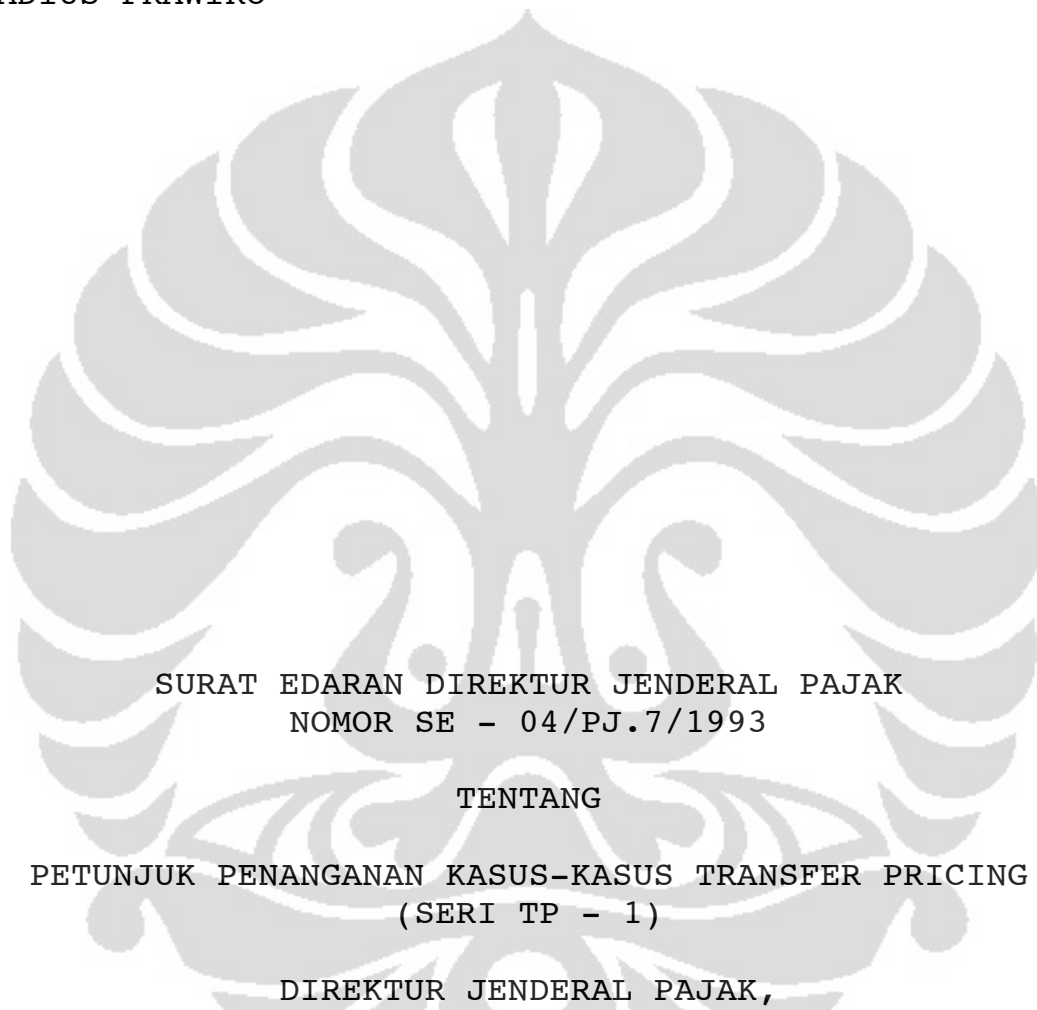 SURAT EDARAN DIREKTUR JENDERAL PAJAK
NOMOR SE - 04/PJ.7/1993
TENTANG
PETUNJUK PENANGANAN KASUS-KASUS TRANSFER PRICING
(SERI TP - 1)
DIREKTUR JENDERAL PAJAK,